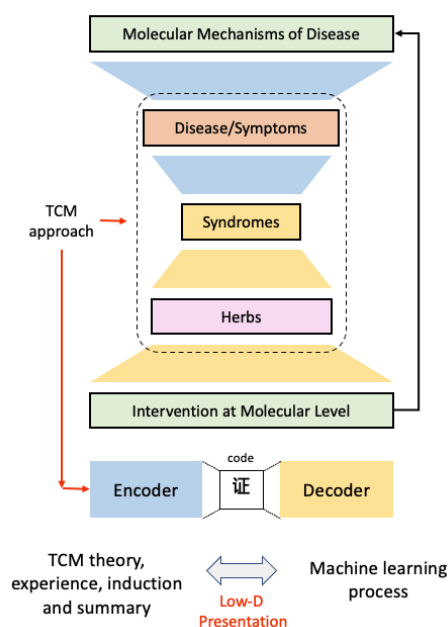 Molecular Mechanisms of Disease
Disease/Symptoms
TCM
approach
Syndromes
Herbs
Intervention at Molecular Level
code
Encoder
证
Decoder
TCM theory,
experience, induction
and summary
Low-D
Presentation
Machine learning
process